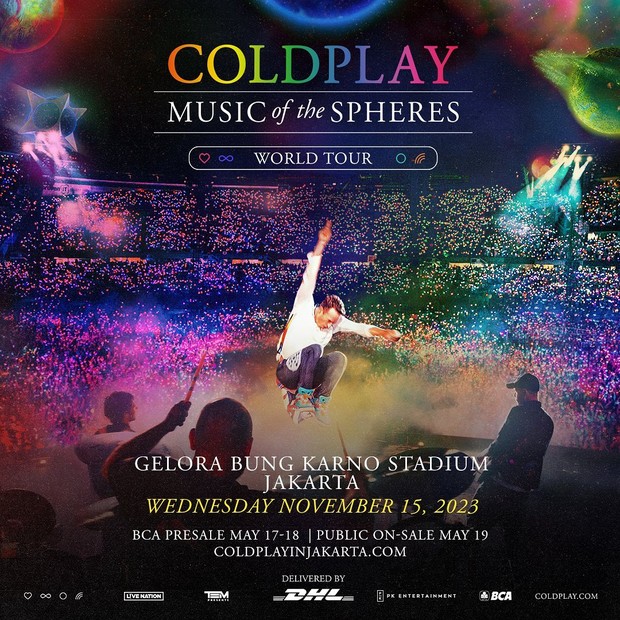 COLDPLAY
MUSIC of the SPHERES
WORLD TOUR
GELORA BUNG KARNO STADIUM
JAKARTA
WEDNESDAY NOVEMBER 15, 2023
BCA PRESALE MAY 17-18 | PUBLIC ON-SALE MAY 19
COLDPLAYINJAKARTA.COM
DELIVERED BY
LIVE NATION TEM PRESENTS DHL PK ENTERTAINMENT BCA COLDPLAY.COM